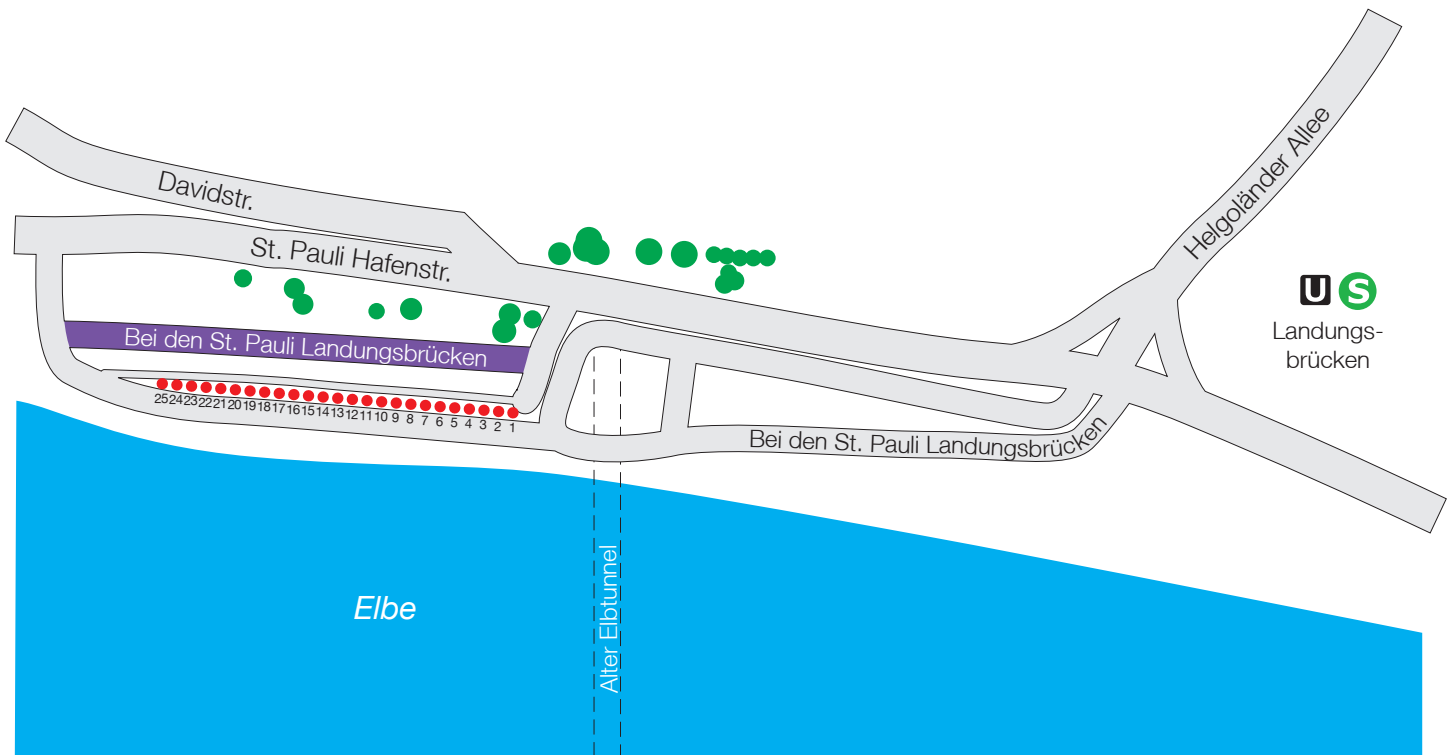 Davidstr.
St. Pauli Hafenstr.
Helgoländer Allee
U S
Landungs-
brücken
Bei den St. Pauli Landungsbrücken
25 24 23 22 21 20 19 18 17 16 15 14 13 12 11 10 9 8 7 6 5 4 3 2 1
Bei den St. Pauli Landungsbrücken
Elbe
Alter Elbtunnel